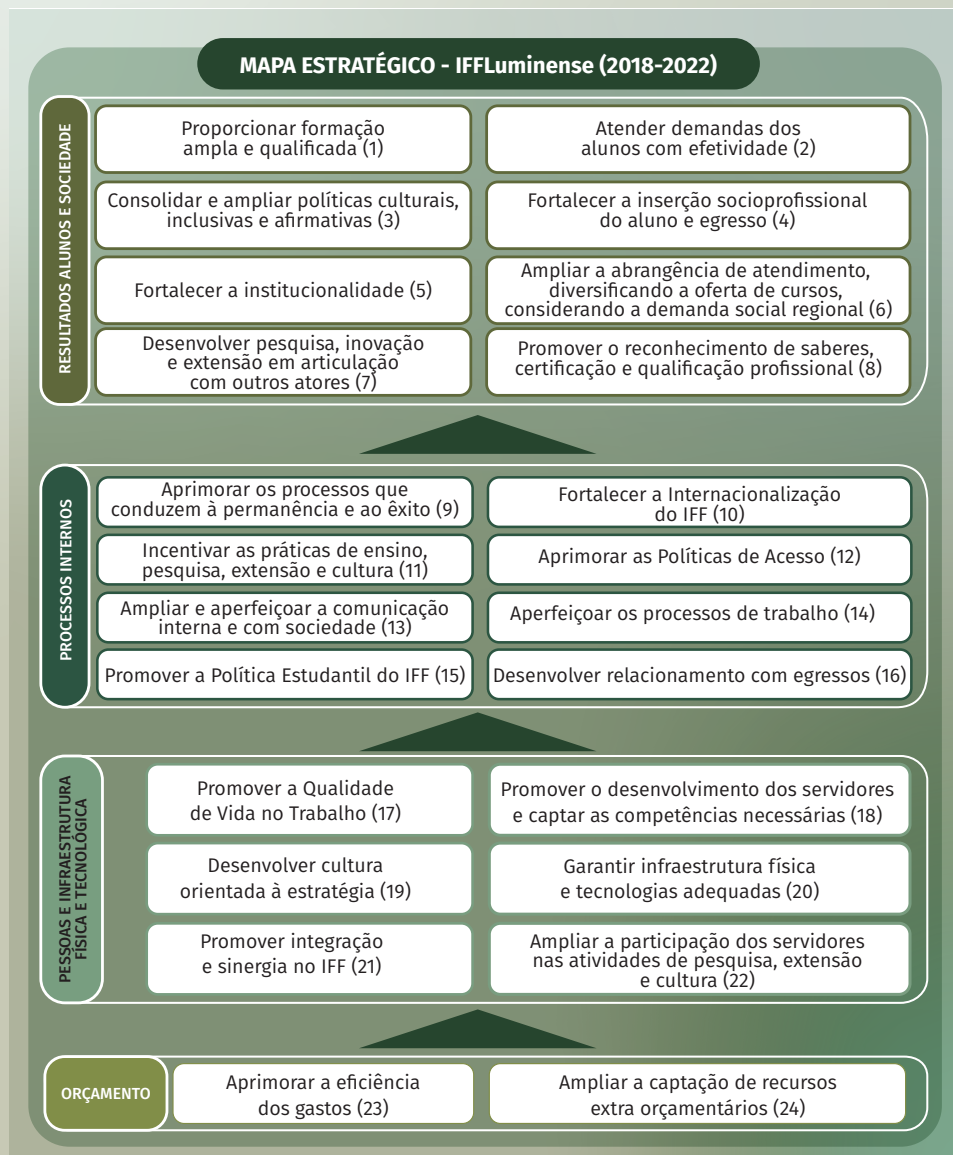 MAPA ESTRATÉGICO - IFFLuminense (2018-2022)
RESULTADOS ALUNOS E SOCIEDADE
Proporcionar formação
ampla e qualificada (1)
Atender demandas dos
alunos com efetividade (2)
Consolidar e ampliar políticas culturais,
inclusivas e afirmativas (3)
Fortalecer a inserção socioprofissional
do aluno e egresso (4)
Fortalecer a institucionalidade (5)
Ampliar a abrangência de atendimento,
diversificando a oferta de cursos,
considerando a demanda social regional (6)
Desenvolver pesquisa, inovação
e extensão em articulação
com outros atores (7)
Promover o reconhecimento de saberes,
certificação e qualificação profissional (8)
PROCESSOS INTERNOS
Aprimorar os processos que
conduzem à permanência e ao êxito (9)
Fortalecer a Internacionalização
do IFF (10)
Incentivar as práticas de ensino,
pesquisa, extensão e cultura (11)
Aprimorar as Políticas de Acesso (12)
Ampliar e aperfeiçoar a comunicação
interna e com sociedade (13)
Aperfeiçoar os processos de trabalho (14)
Promover a Política Estudantil do IFF (15)
Desenvolver relacionamento com egressos (16)
PESSOAS E INFRAESTRUTURA
FÍSICA E TECNOLÓGICA
Promover a Qualidade
de Vida no Trabalho (17)
Promover o desenvolvimento dos servidores
e captar as competências necessárias (18)
Desenvolver cultura
orientada à estratégia (19)
Garantir infraestrutura física
e tecnologias adequadas (20)
Promover integração
e sinergia no IFF (21)
Ampliar a participação dos servidores
nas atividades de pesquisa, extensão
e cultura (22)
ORÇAMENTO
Aprimorar a eficiência
dos gastos (23)
Ampliar a captação de recursos
extra orçamentários (24)